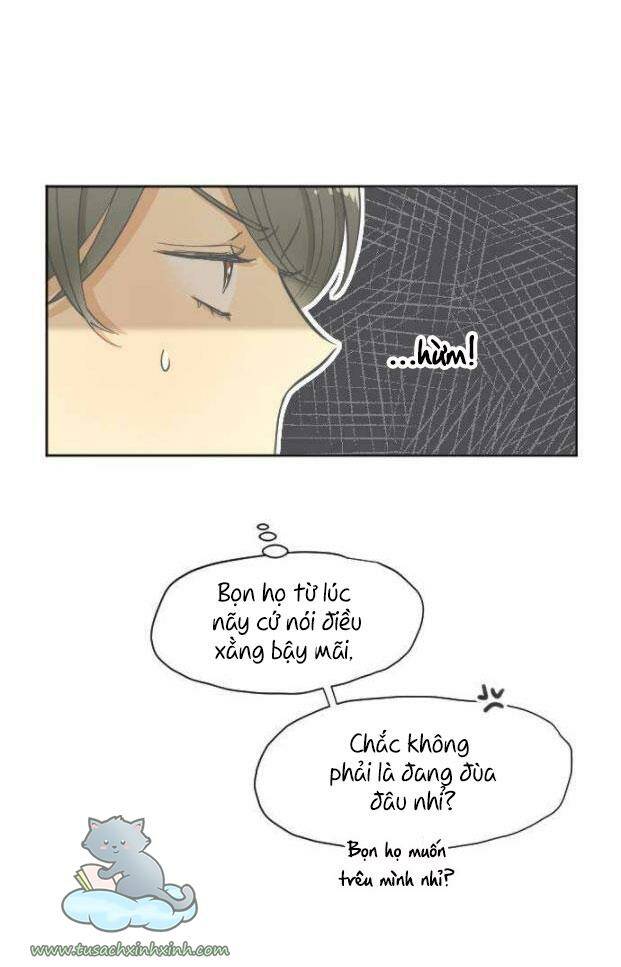 ...hừm!
Bọn họ từ lúc
nãy cứ nói điều
xằng bậy mãi.
Chắc không
phải là đang đùa
đâu nhỉ?
Bọn họ muốn
trêu mình nhỉ?
www.tusachxinhxinh.com